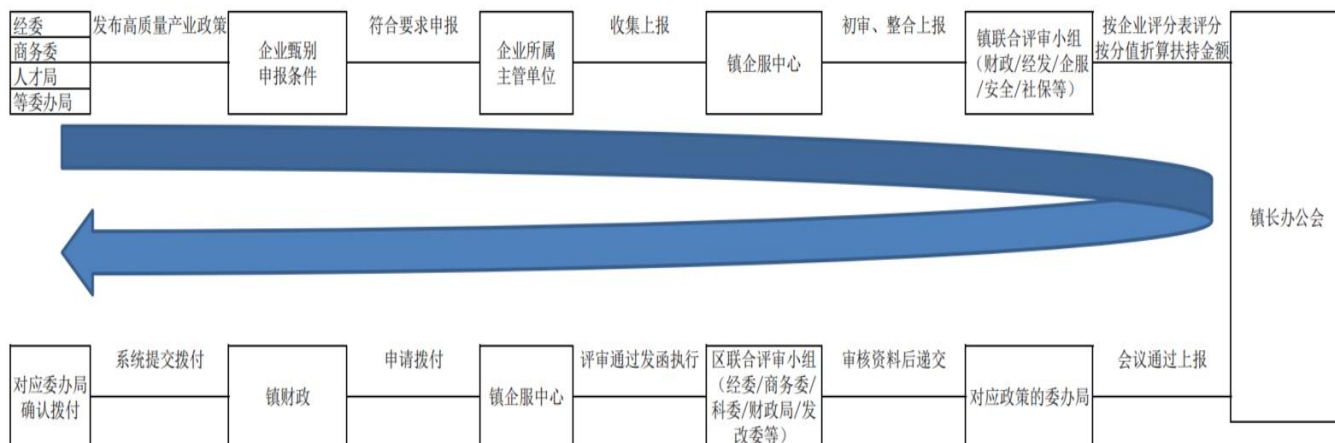 经委
商务委
人才局
等委办局
发布高质量产业政策
企业甄别
申报条件
符合要求申报
企业所属
主管单位
收集上报
镇企服中心
初审、整合上报
镇联合评审小组
（财政/经发/企服
/安全/社保等）
按企业评分表评分
按分值折算扶持金额
镇长办公会
对应委办局
确认拨付
系统提交拨付
镇财政
申请拨付
镇企服中心
评审通过发函执行
区联合评审小组
（经委/商务委/
科委/财政局/发
改委等）
审核资料后递交
对应政策的委办局
会议通过上报